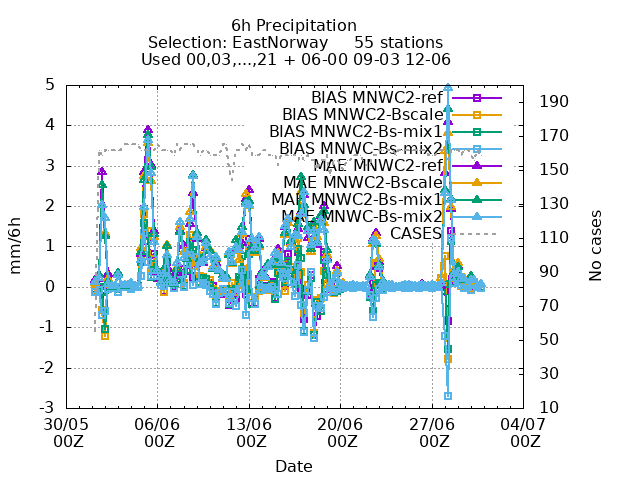 6h Precipitation
Selection: EastNorway 55 stations
Used 00,03,...,21 + 06-00 09-03 12-06
BIAS MNWC2-ref
BIAS MNWC2-Bscale
BIAS MNWC2-Bs-mix1
BIAS MNWC-Bs-mix2
MAE MNWC2-ref
MAE MNWC2-Bscale
MAE MNWC2-Bs-mix1
MAE MNWC-Bs-mix2
CASES
5
4
3
2
1
0
-1
-2
-3
mm/6h
190
170
150
130
110
90
70
50
30
10
No cases
30/05 06/06 13/06 20/06 27/06 04/07
00Z 00Z 00Z 00Z 00Z 00Z
Date